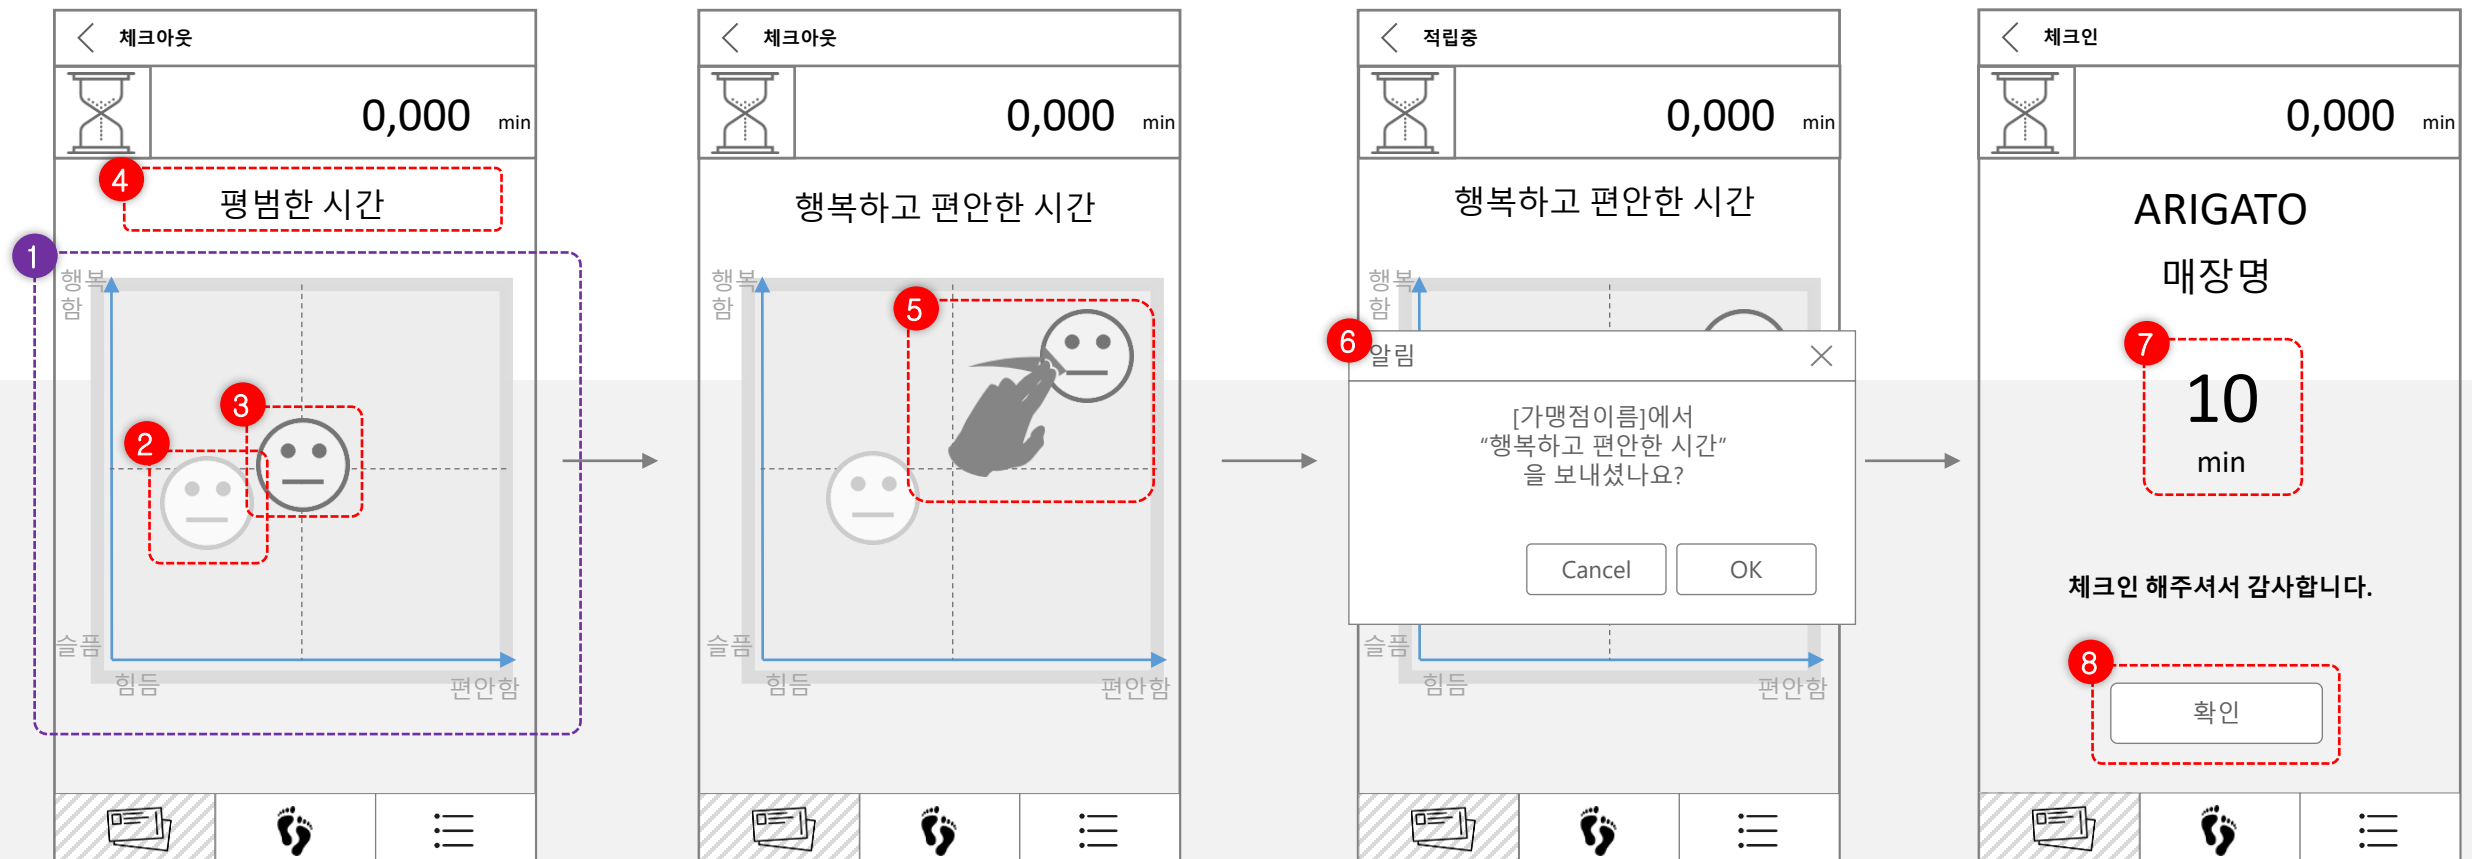 체크아웃
0,000 min
4
평범한 시간
1
행복
함
3
2
슬픔
힘듬
편안함
체크아웃
0,000 min
행복하고 편안한 시간
행복
함
5
슬픔
힘듬
편안함
적립중
0,000 min
행복하고 편안한 시간
행복
함
6
알림
[가맹점이름]에서
“행복하고 편안한 시간”
을 보내셨나요?
Cancel
OK
슬픔
힘듬
편안함
체크인
0,000 min
ARIGATO
매장명
7
10
min
체크인 해주셔서 감사합니다.
8
확인